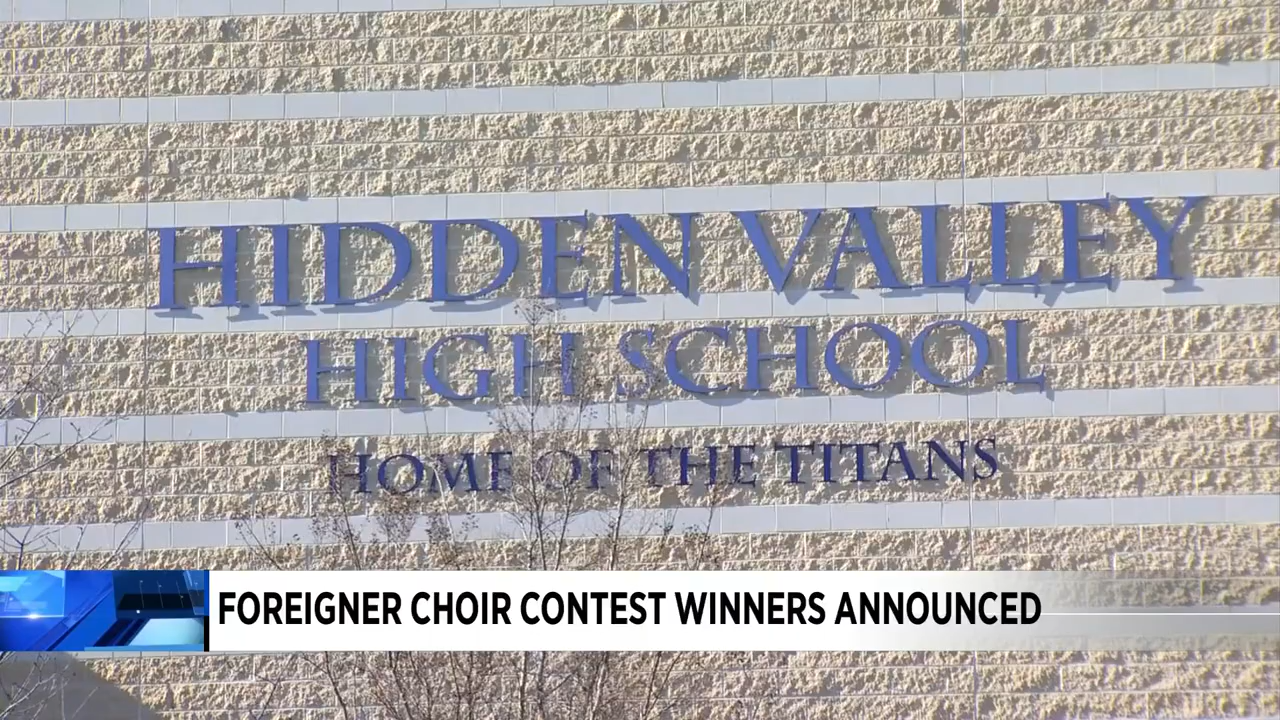 HIDDEN VALLEY
HIGH SCHOOL
HOME OF THE TITANS
FOREIGNER CHOIR CONTEST WINNERS ANNOUNCED